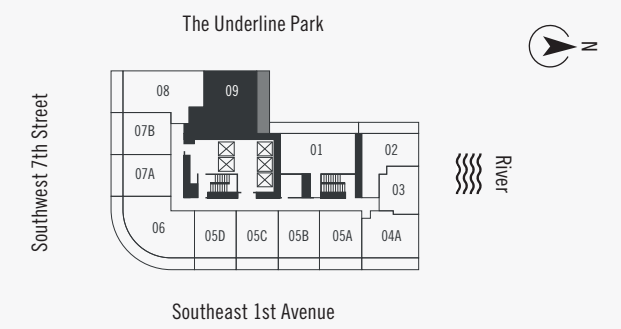 The Underline Park
N
Southwest 7th Street
08
09
07B
01
02
07A
03
River
06
05D
05C
05B
05A
04A
Southeast 1st Avenue